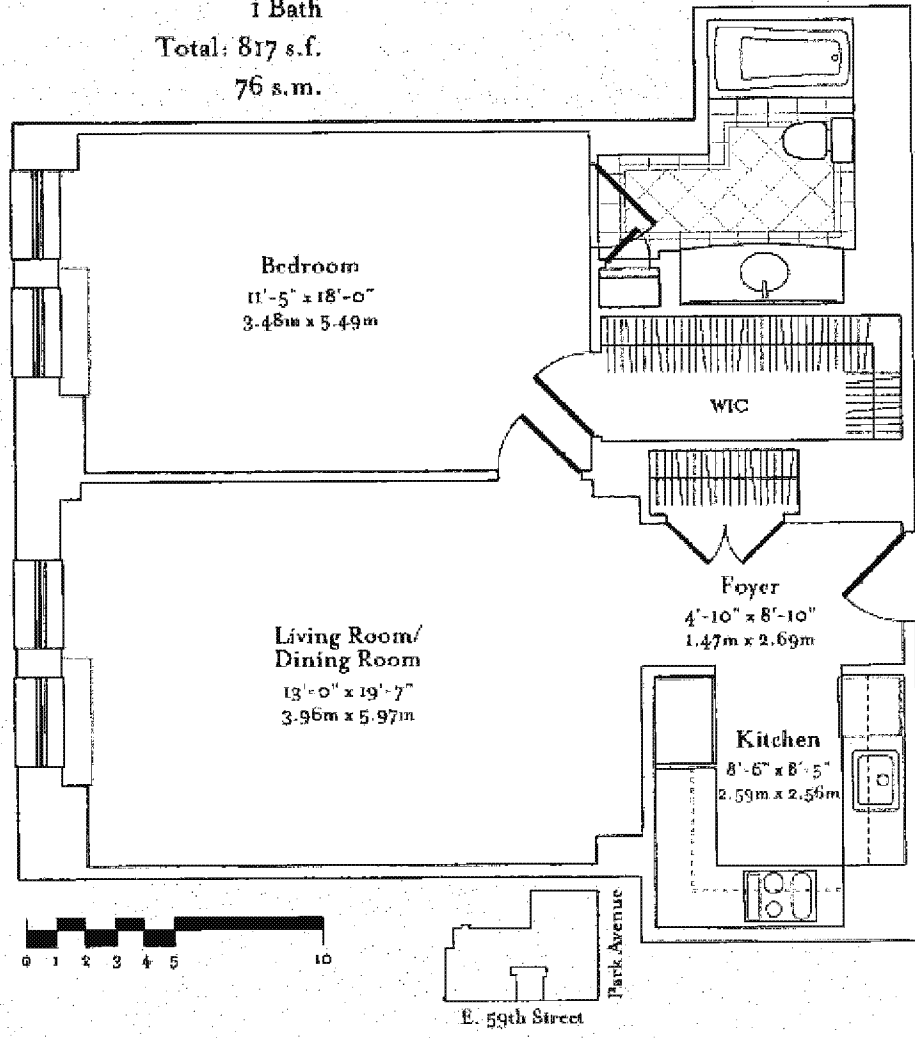 1 Bath
Total: 817 s.f.
76 s.m.
Bedroom
11'-5" x 18'-0"
3.48m x 5.49m
WIC
Foyer
4'-10" x 8'-10"
1.47m x 2.69m
Living Room/
Dining Room
13'-0" x 19'-7"
3.96m x 5.97m
Kitchen
8'-6" x 8'-5"
2.59m x 2.56m
0 1 2 3 4 5 10
Park Avenue
E. 59th Street